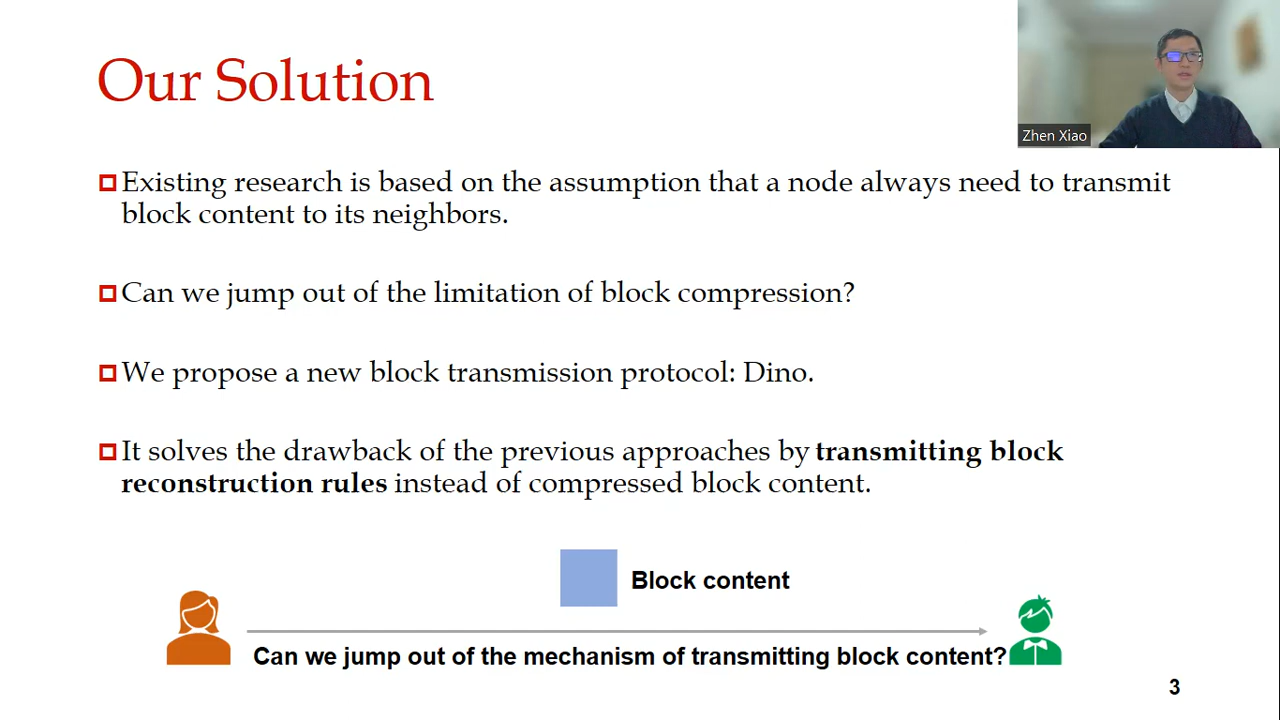 Our Solution
Zhen Xiao
Existing research is based on the assumption that a node always need to transmit
block content to its neighbors.
Can we jump out of the limitation of block compression?
We propose a new block transmission protocol: Dino.
It solves the drawback of the previous approaches by transmitting block
reconstruction rules instead of compressed block content.
Block content
Can we jump out of the mechanism of transmitting block content?
3